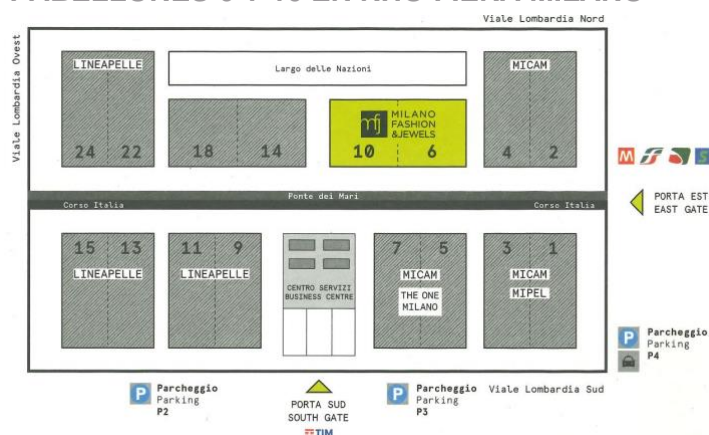 Viale Lombardia Nord
Viale Lombardia Ovest
LINEAPELLE
Largo delle Nazioni
MICAM
mfj MILANO
FASHION
&JEWELS
24 22
18 14
10 6
4 2
M
S
Ponte dei Mari
Corso Italia
Corso Italia
PORTA EST
EAST GATE
15 13
LINEAPELLE
11 9
LINEAPELLE
CENTRO SERVIZI
BUSINESS CENTRE
7 5
MICAM
THE ONE
MILANO
3 1
MICAM
MIPEL
P Parcheggio
Parking
P4
P Parcheggio
Parking
P2
PORTA SUD
SOUTH GATE
TIM
P Parcheggio
Parking
P3
Viale Lombardia Sud